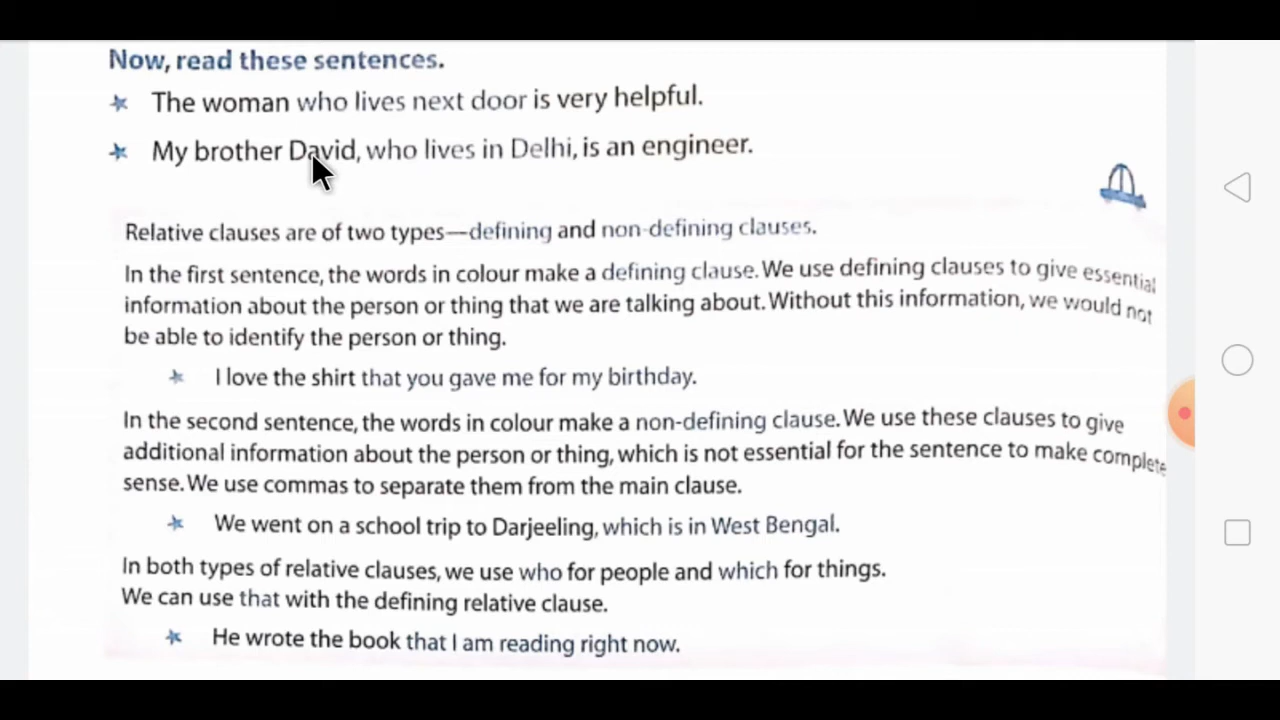 Now, read these sentences.
The woman who lives next door is very helpful.
My brother David, who lives in Delhi, is an engineer.
Relative clauses are of two types—defining and non-defining clauses.
In the first sentence, the words in colour make a defining clause. We use defining clauses to give essential
information about the person or thing that we are talking about. Without this information, we would not
be able to identify the person or thing.
I love the shirt that you gave me for my birthday.
In the second sentence, the words in colour make a non-defining clause. We use these clauses to give
additional information about the person or thing, which is not essential for the sentence to make complete
sense. We use commas to separate them from the main clause.
We went on a school trip to Darjeeling, which is in West Bengal.
In both types of relative clauses, we use who for people and which for things.
We can use that with the defining relative clause.
He wrote the book that I am reading right now.